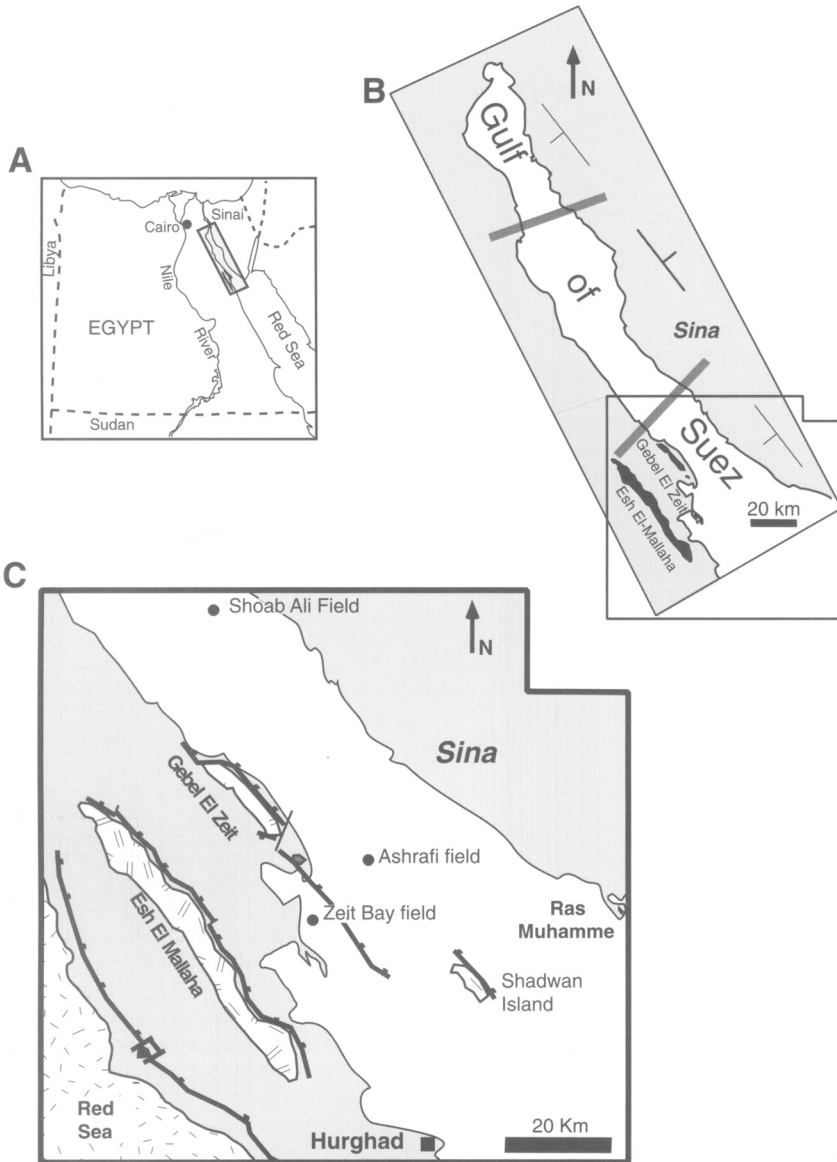 A
Cairo
Sinai
Libya
Nile
River
EGYPT
Red Sea
Sudan
B
N
Gulf
of
Suez
Sina
Gebel El Zeit
Esh El-Mallaha
20 km
C
Shoab Ali Field
N
Sina
Gebel El Zeit
Ashrafi field
Esh El Mallaha
Zeit Bay field
Ras
Muhamme
Shadwan
Island
Red
Sea
Hurghad
20 Km